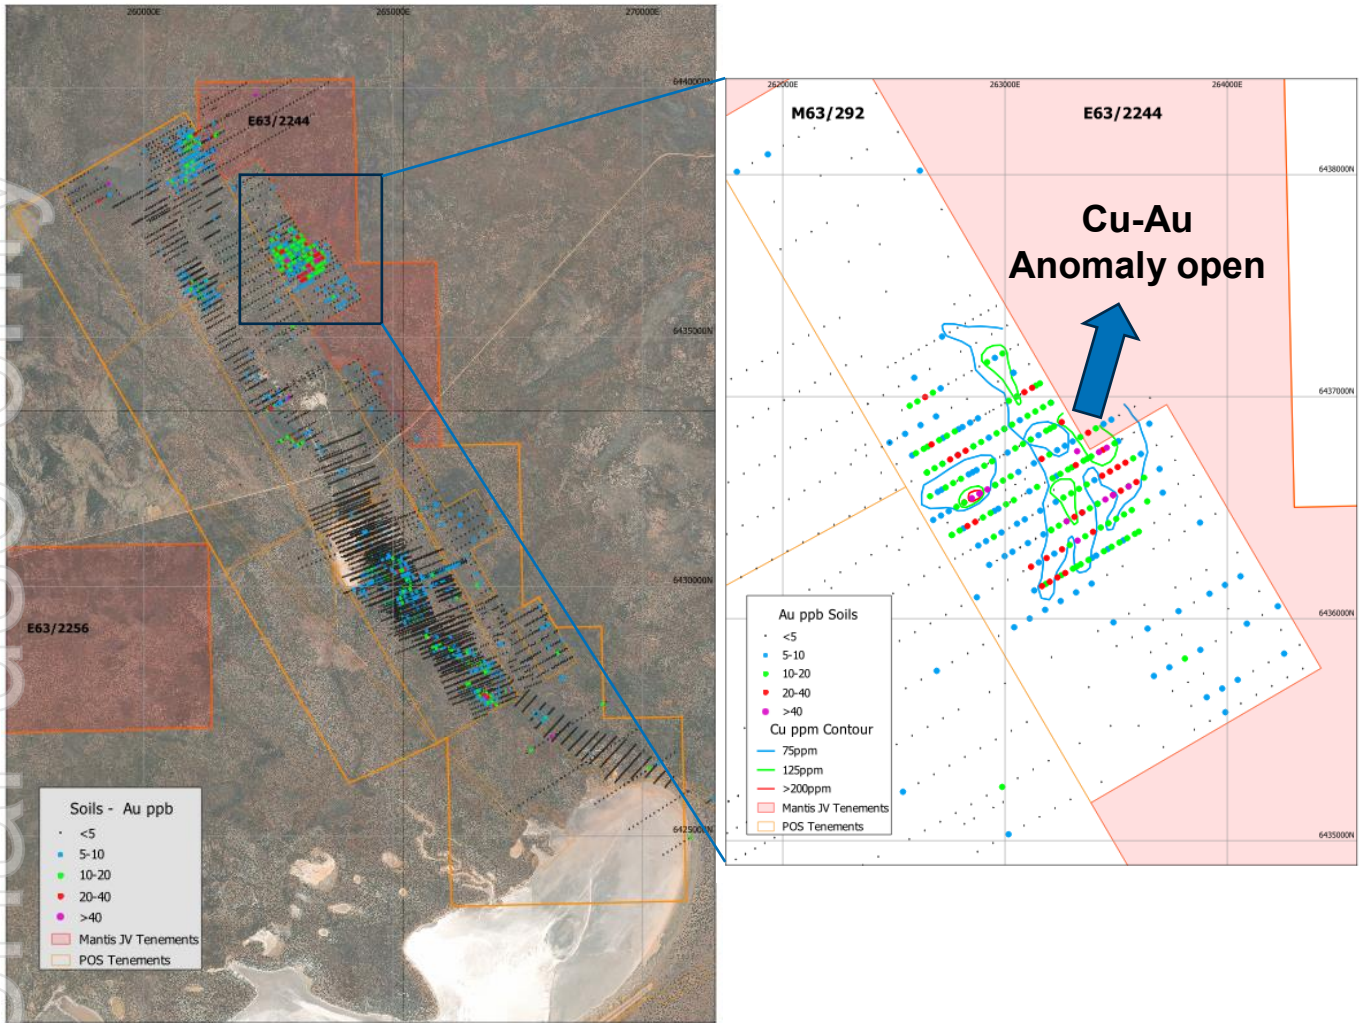 260000E
265000E
270000E
6440000N
E63/2244
6435000N
6430000N
E63/2256
6425000N
Soils - Au ppb
<5
5-10
10-20
20-40
>40
Mantis JV Tenements
POS Tenements
262000E
263000E
264000E
M63/292
E63/2244
6438000N
Cu-Au
Anomaly open
6437000N
6436000N
Au ppb Soils
<5
5-10
10-20
20-40
>40
Cu ppm Contour
75ppm
125ppm
>200ppm
Mantis JV Tenements
POS Tenements
6435000N